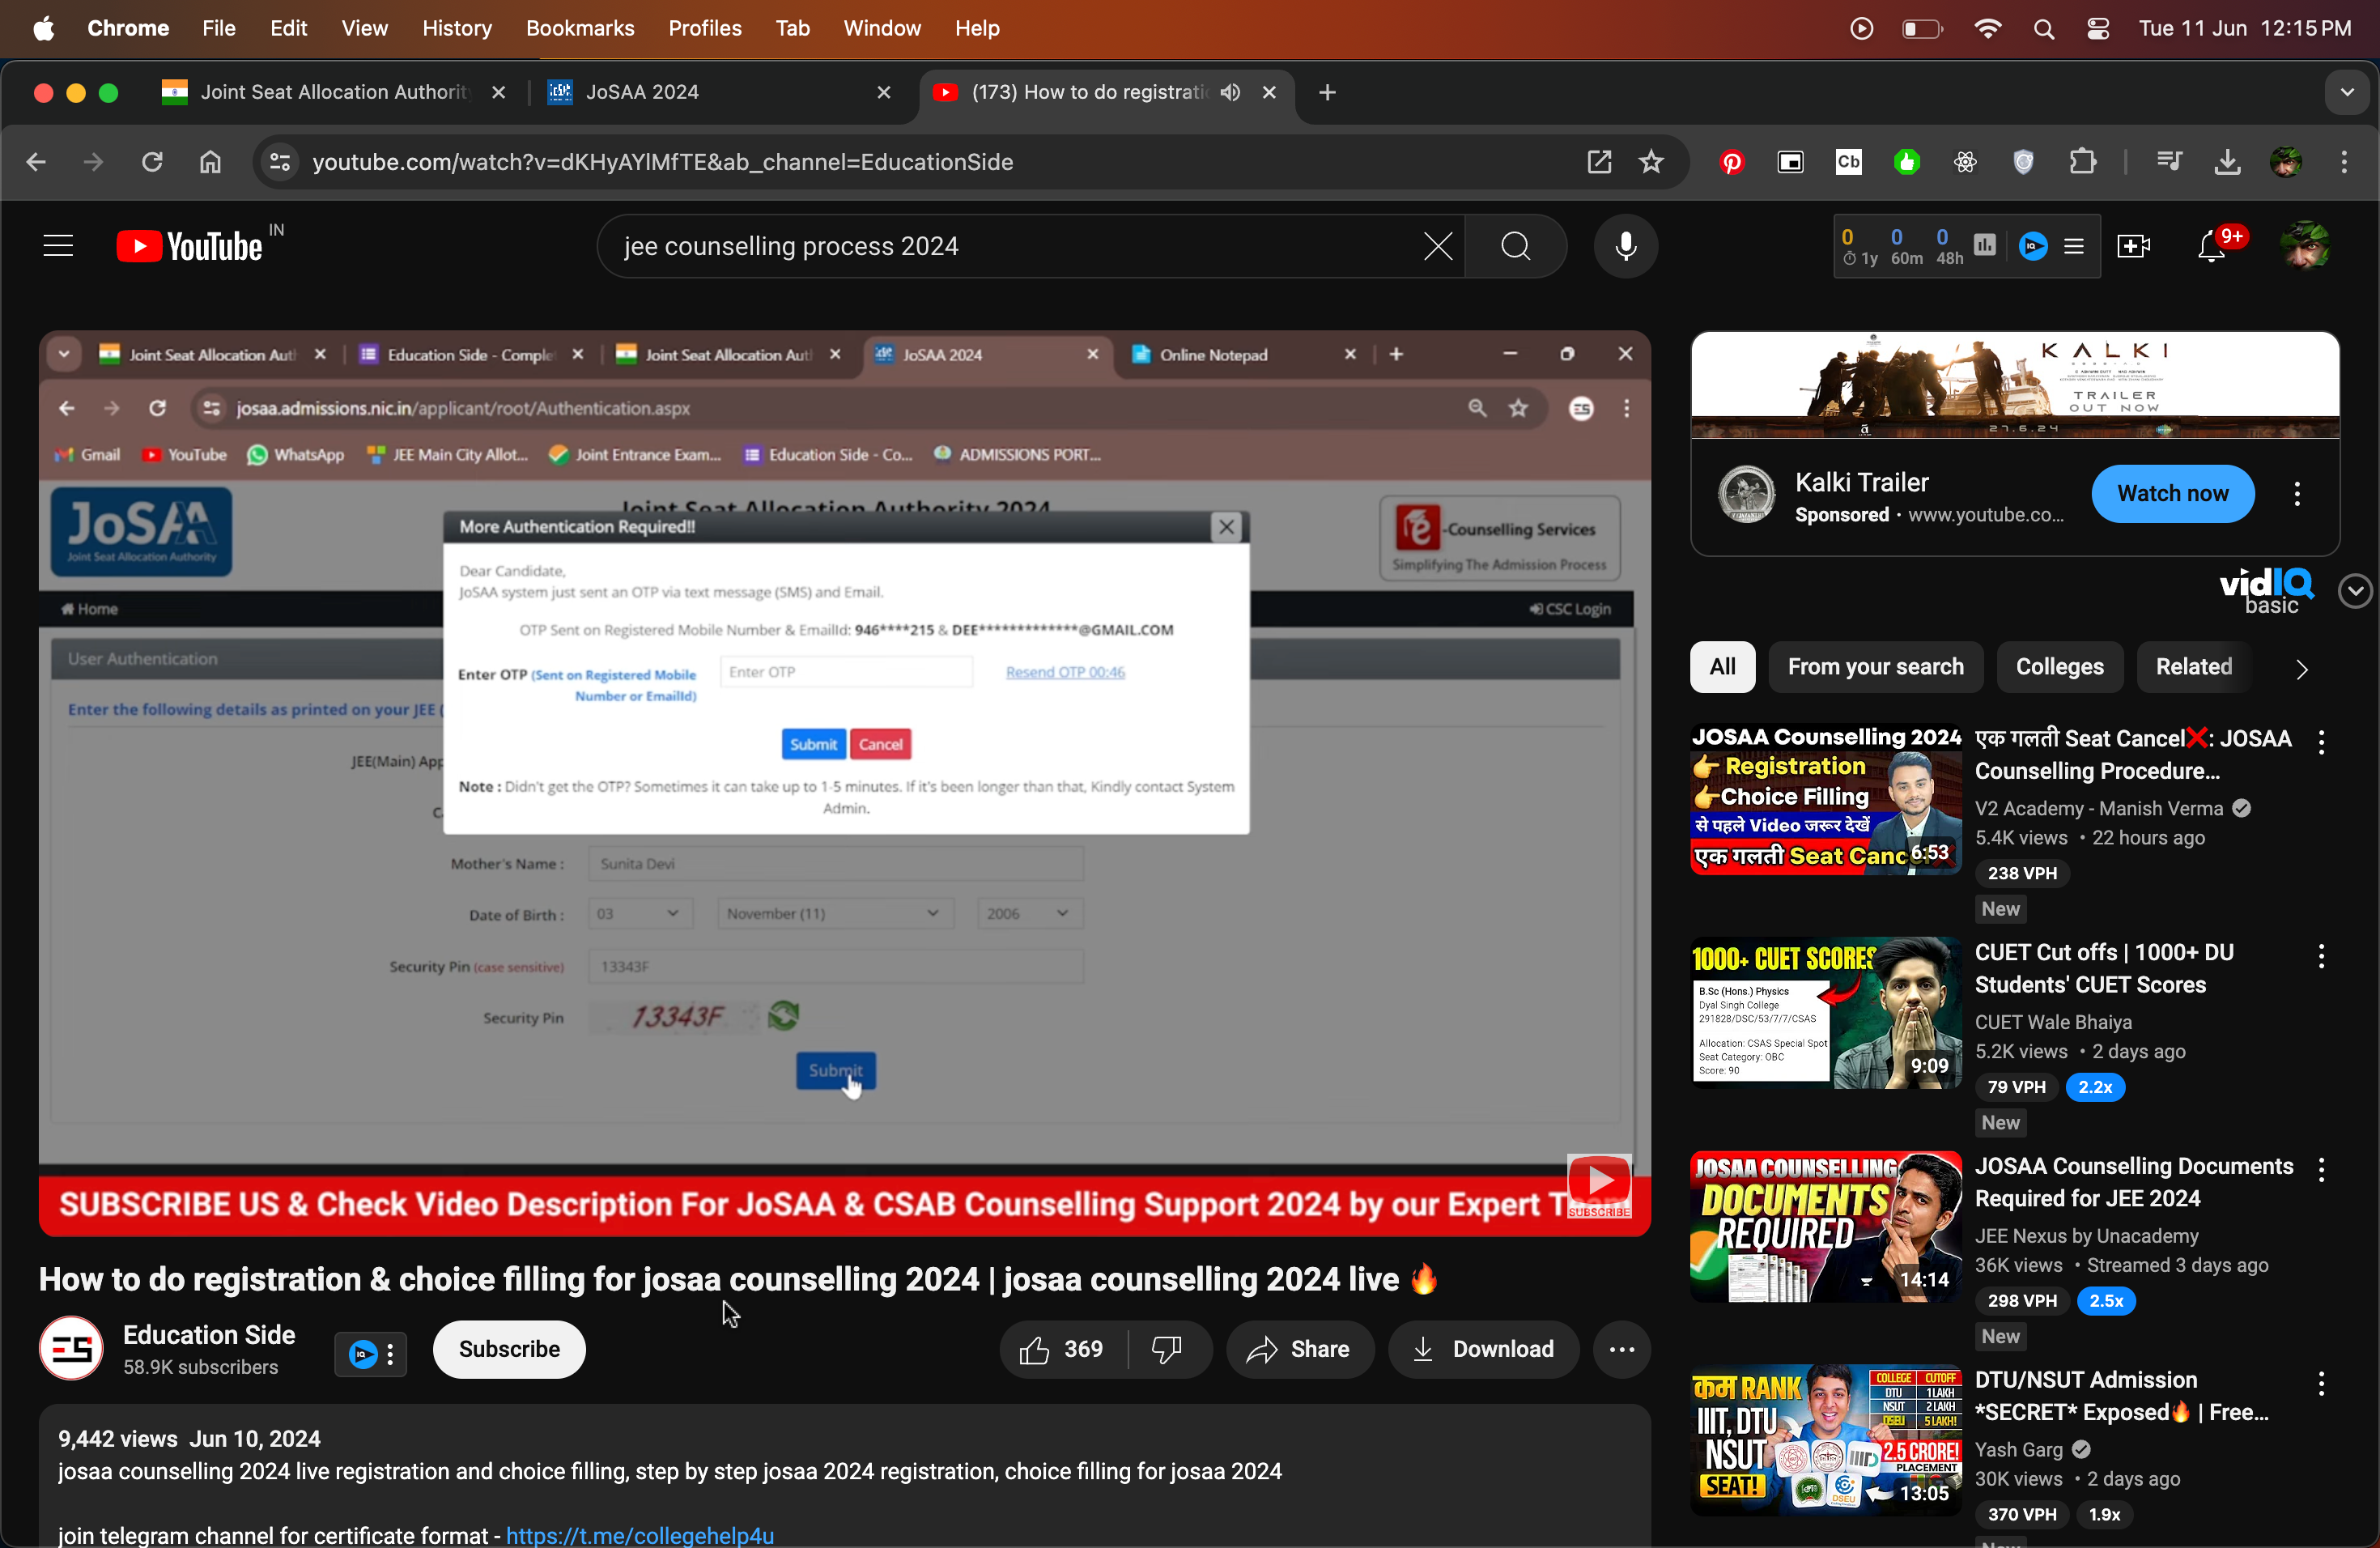 Chrome File Edit View History Bookmarks Profiles Tab Window Help Tue 11 Jun 12:15 PM
Joint Seat Allocation Authorit JoSAA 2024 (173) How to do registrati
youtube.com/watch?v=dKHyAYlMfTE&ab_channel=EducationSide Cb
YouTube IN jee counselling process 2024 0 0 0 1y 60m 48h IQ 9+
Joint Seat Allocation Aut Education Side - Comple Joint Seat Allocation Aut JoSAA 2024 Online Notepad
josaa.admissions.nic.in/applicant/root/Authentication.aspx
Gmail YouTube WhatsApp JEE Main City Allot... Joint Entrance Exam... Education Side - Co... ADMISSIONS PORT...
JoSAA
Joint Seat Allocation Authority
Joint Seat Allocation Authority 2024
e-Counselling Services
Simplifying The Admission Process
Home CSC Login
User Authentication
Enter the following details as printed on your JEE (
JEE(Main) App
More Authentication Required!!
Dear Candidate,
JoSAA system just sent an OTP via text message (SMS) and Email.
OTP Sent on Registered Mobile Number & EmailId: 946****215 & DEE*************@GMAIL.COM
Enter OTP (Sent on Registered Mobile Number or EmailId) Enter OTP Resend OTP 00:46
Submit Cancel
Note : Didn't get the OTP? Sometimes it can take up to 1-5 minutes. If it's been longer than that, Kindly contact System
Admin.
Mother's Name : Sunita Devi
Date of Birth : 03 November (11) 2006
Security Pin (case sensitive) 13343F
Security Pin 13343F
Submit
SUBSCRIBE US & Check Video Description For JoSAA & CSAB Counselling Support 2024 by our Expert T
SUBSCRIBE
How to do registration & choice filling for josaa counselling 2024 | josaa counselling 2024 live 🔥
ES Education Side
58.9K subscribers
IQ Subscribe 369 Share Download
9,442 views Jun 10, 2024
josaa counselling 2024 live registration and choice filling, step by step josaa 2024 registration, choice filling for josaa 2024
join telegram channel for certificate format - https://t.me/collegehelp4u
KALKI
TRAILER
OUT NOW
27.6.24
Kalki Trailer
Sponsored · www.youtube.co...
Watch now
vidIQ
basic
All From your search Colleges Related
JOSAA Counselling 2024
👉 Registration
👉Choice Filling
से पहले Video जरूर देखें
एक गलती Seat Canc
6:53
एक गलती Seat Cancel❌: JOSAA
Counselling Procedure...
V2 Academy - Manish Verma
5.4K views • 22 hours ago
238 VPH
New
1000+ CUET SCORES
B.Sc (Hons.) Physics
Dyal Singh College
291828/DSC/53/7/7/CSAS
Allocation: CSAS Special Spot
Seat Category: OBC
Score: 90
9:09
CUET Cut offs | 1000+ DU
Students' CUET Scores
CUET Wale Bhaiya
5.2K views • 2 days ago
79 VPH 2.2x
New
JOSAA COUNSELLING
DOCUMENTS
REQUIRED
14:14
JOSAA Counselling Documents
Required for JEE 2024
JEE Nexus by Unacademy
36K views • Streamed 3 days ago
298 VPH 2.5x
New
कम RANK
IIIT, DTU
NSUT
SEAT!
COLLEGE CUTOFF
DTU 1 LAKH
NSUT 2 LAKH
DSEU 5 LAKH!
2.5 CRORE!
PLACEMENT
IIID
DSEU
13:05
DTU/NSUT Admission
*SECRET* Exposed🔥 | Free...
Yash Garg
30K views • 2 days ago
370 VPH 1.9x
New